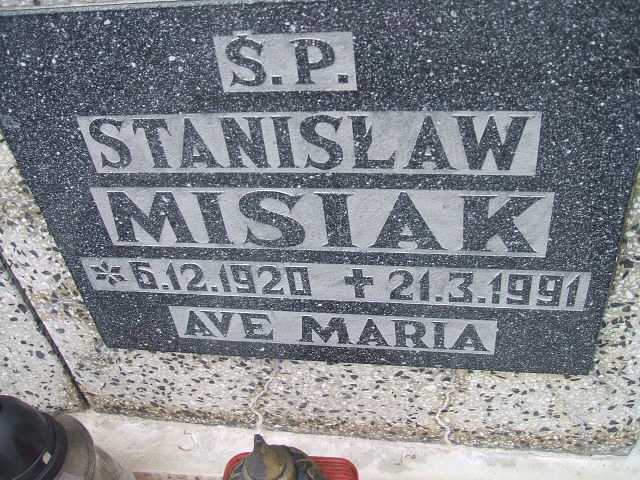 Ś.P.
STANISŁAW
MISIAK
* 6.12.1920 ✝ 21.3.1991
AVE MARIA